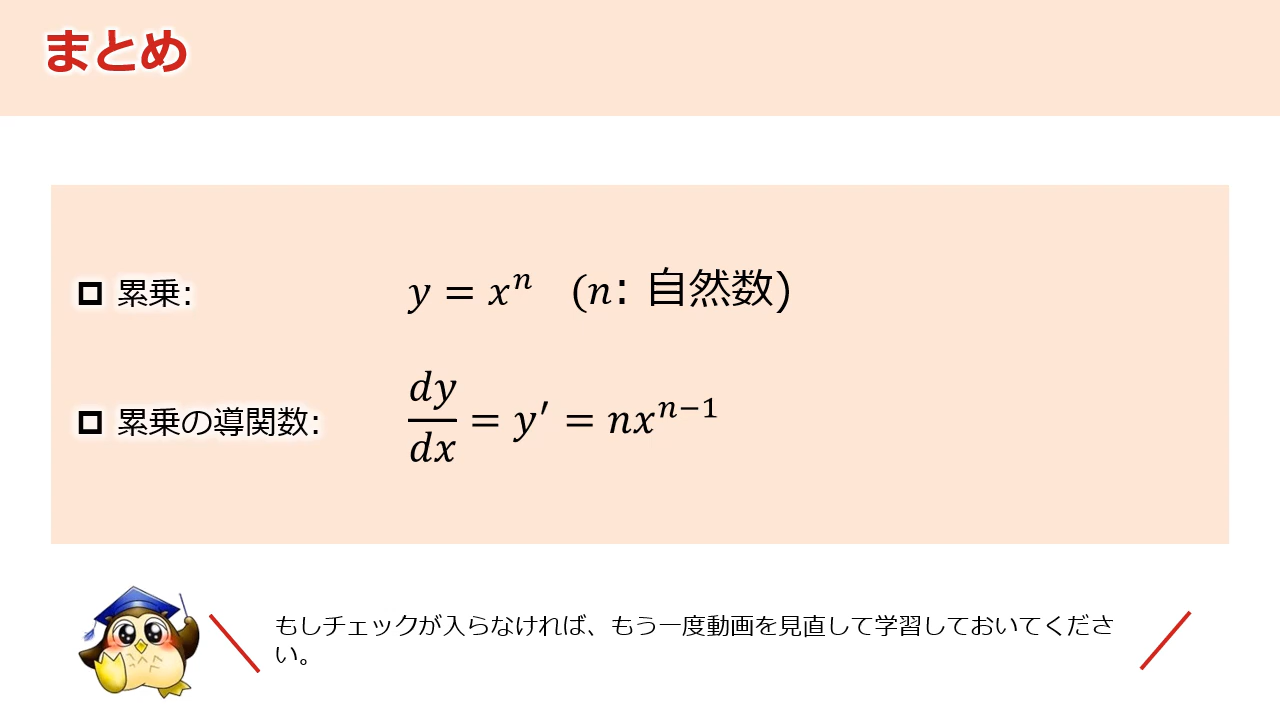 まとめ
累乗: y = xⁿ (n: 自然数)
累乗の導関数: dy/dx = y′ = nxⁿ⁻¹
もしチェックが入らなければ、もう一度動画を見直して学習しておいてくださ
い。